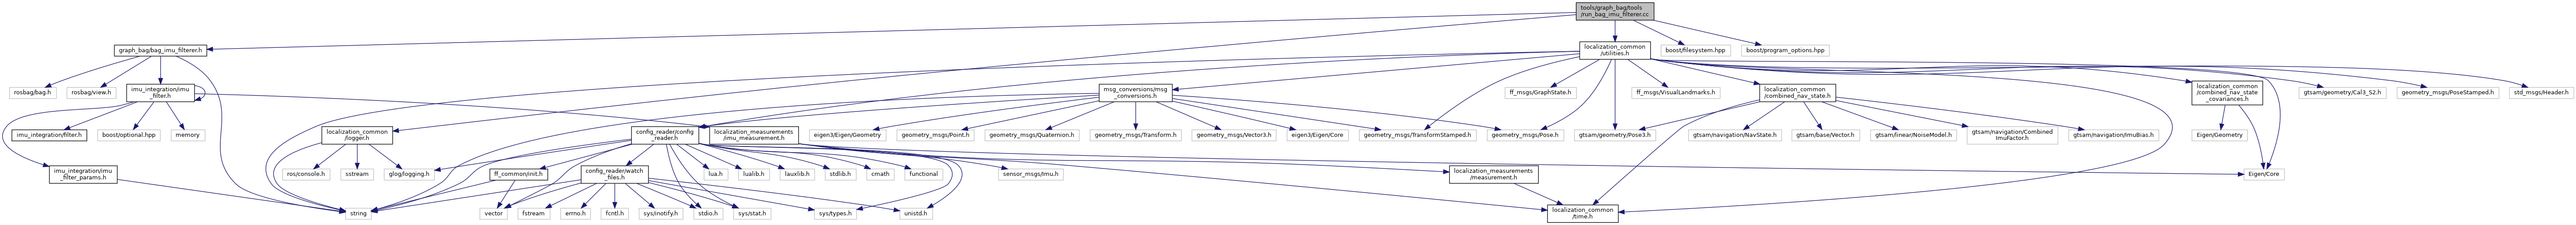 tools/graph_bag/tools
/run_bag_imu_filterer.cc
graph_bag/bag_imu_filterer.h
localization_common
/utilities.h
boost/filesystem.hpp
boost/program_options.hpp
rosbag/bag.h
rosbag/view.h
imu_integration/imu
_filter.h
msg_conversions/msg
_conversions.h
ff_msgs/GraphState.h
ff_msgs/VisualLandmarks.h
localization_common
/combined_nav_state.h
localization_common
/combined_nav_state
_covariances.h
gtsam/geometry/Cal3_S2.h
geometry_msgs/PoseStamped.h
std_msgs/Header.h
imu_integration/filter.h
boost/optional.hpp
memory
localization_common
/logger.h
config_reader/config
_reader.h
localization_measurements
/imu_measurement.h
eigen3/Eigen/Geometry
geometry_msgs/Point.h
geometry_msgs/Quaternion.h
geometry_msgs/Transform.h
geometry_msgs/Vector3.h
eigen3/Eigen/Core
geometry_msgs/TransformStamped.h
geometry_msgs/Pose.h
gtsam/geometry/Pose3.h
gtsam/navigation/NavState.h
gtsam/base/Vector.h
gtsam/linear/NoiseModel.h
gtsam/navigation/Combined
ImuFactor.h
gtsam/navigation/ImuBias.h
Eigen/Geometry
imu_integration/imu
_filter_params.h
ros/console.h
sstream
glog/logging.h
ff_common/init.h
config_reader/watch
_files.h
lua.h
lualib.h
lauxlib.h
stdlib.h
cmath
functional
sensor_msgs/Imu.h
localization_measurements
/measurement.h
Eigen/Core
string
vector
fstream
errno.h
fcntl.h
sys/inotify.h
stdio.h
sys/stat.h
sys/types.h
unistd.h
localization_common
/time.h